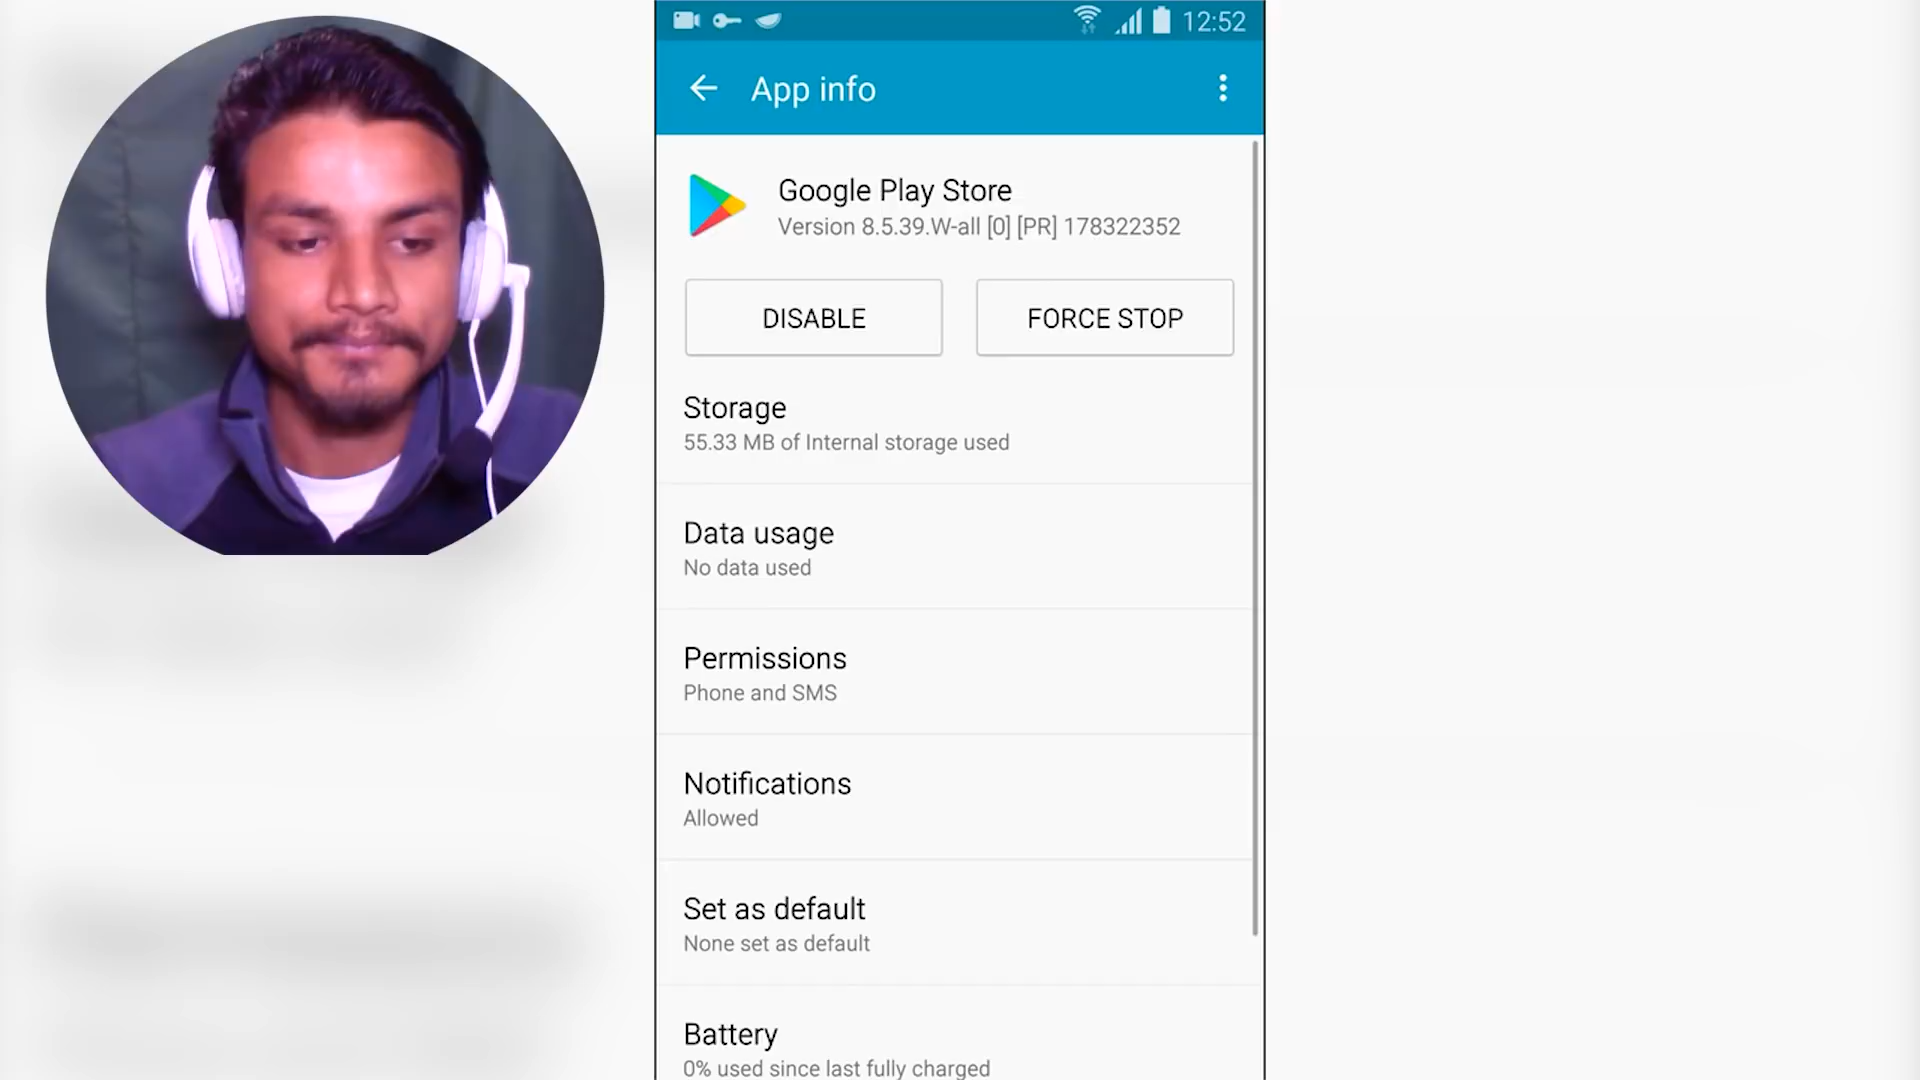 12:52
App info
Google Play Store
Version 8.5.39.W-all [0] [PR] 178322352
DISABLE
FORCE STOP
Storage
55.33 MB of Internal storage used
Data usage
No data used
Permissions
Phone and SMS
Notifications
Allowed
Set as default
None set as default
Battery
0% used since last fully charged